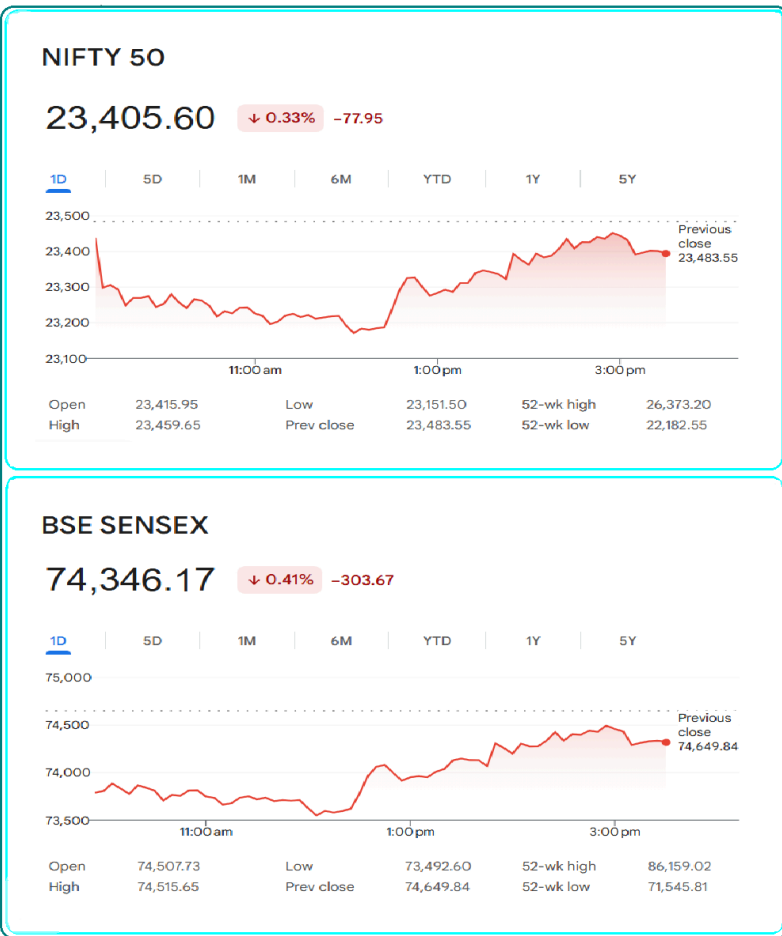 NIFTY 50
23,405.60 ↓ 0.33% −77.95
1D 5D 1M 6M YTD 1Y 5Y
23,500
23,400
23,300
23,200
23,100
Previous
close
23,483.55
11:00 am 1:00 pm 3:00 pm
Open 23,415.95 Low 23,151.50 52-wk high 26,373.20
High 23,459.65 Prev close 23,483.55 52-wk low 22,182.55
BSE SENSEX
74,346.17 ↓ 0.41% −303.67
1D 5D 1M 6M YTD 1Y 5Y
75,000
74,500
74,000
73,500
Previous
close
74,649.84
11:00 am 1:00 pm 3:00 pm
Open 74,507.73 Low 73,492.60 52-wk high 86,159.02
High 74,515.65 Prev close 74,649.84 52-wk low 71,545.81